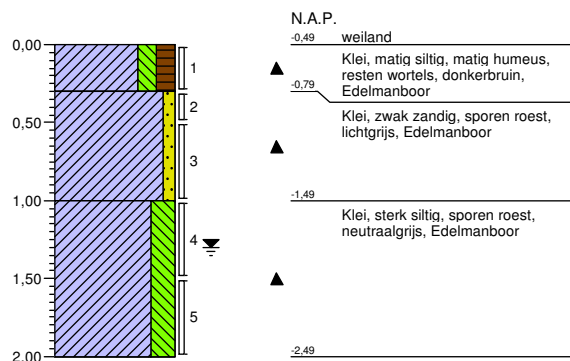 N.A.P.
0,00
-0,49
weiland
Klei, matig siltig, matig humeus,
resten wortels, donkerbruin,
Edelmanboor
1
-0,79
2
Klei, zwak zandig, sporen roest,
lichtgrijs, Edelmanboor
0,50
3
1,00
-1,49
Klei, sterk siltig, sporen roest,
neutraalgrijs, Edelmanboor
4
1,50
5
2,00
-2,49